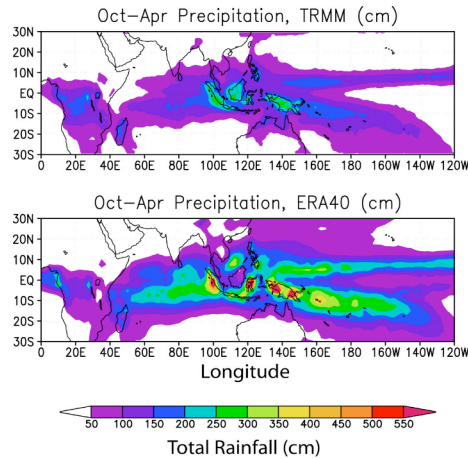 Oct-Apr Precipitation, TRMM (cm)
30N
20N
10N
EQ
10S
20S
30S
0 20E 40E 60E 80E 100E 120E 140E 160E 180 160W 140W 120W
Oct-Apr Precipitation, ERA40 (cm)
30N
20N
10N
EQ
10S
20S
30S
0 20E 40E 60E 80E 100E 120E 140E 160E 180 160W 140W 120W
Longitude
50 100 150 200 250 300 350 400 450 500 550
Total Rainfall (cm)